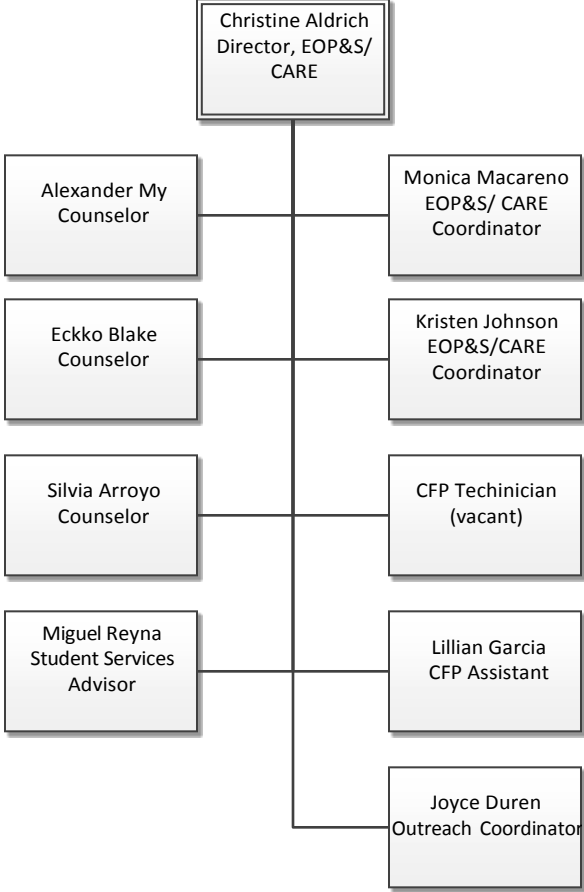 Christine Aldrich
Director, EOP&S/
CARE
Alexander My
Counselor
Monica Macareno
EOP&S/ CARE
Coordinator
Eckko Blake
Counselor
Kristen Johnson
EOP&S/CARE
Coordinator
Silvia Arroyo
Counselor
CFP Techinician
(vacant)
Miguel Reyna
Student Services
Advisor
Lillian Garcia
CFP Assistant
Joyce Duren
Outreach Coordinator